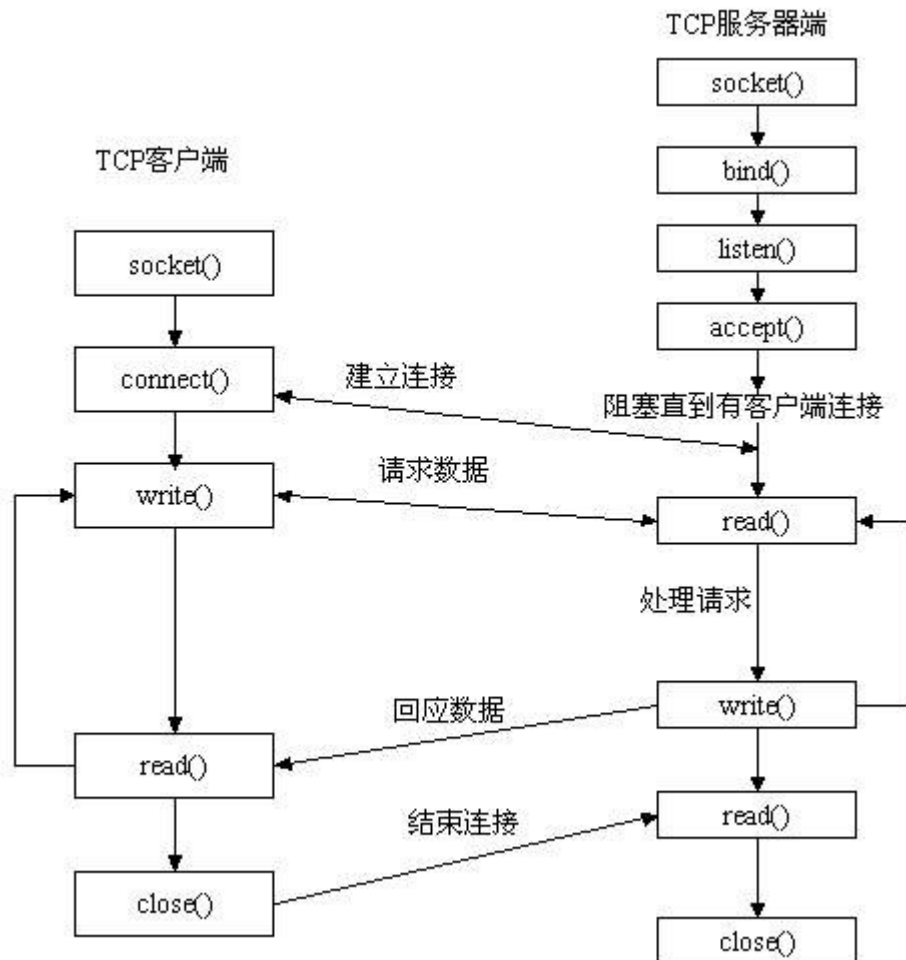 TCP服务器端
socket()
bind()
TCP客户端
listen()
socket()
accept()
connect()
建立连接
阻塞直到有客户端连接
请求数据
write()
read()
处理请求
回应数据
write()
read()
结束连接
read()
close()
close()